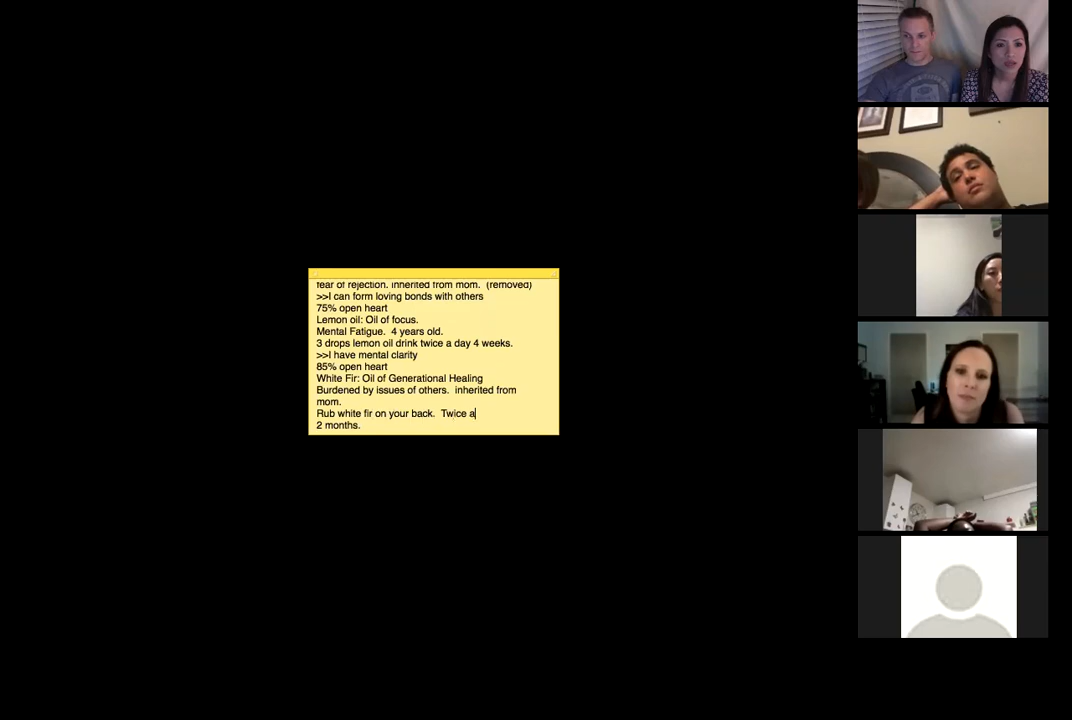 fear of rejection. inherited from mom.  (removed)
>>I can form loving bonds with others
75% open heart
Lemon oil: Oil of focus.
Mental Fatigue.  4 years old.
3 drops lemon oil drink twice a day 4 weeks.
>>I have mental clarity
85% open heart
White Fir: Oil of Generational Healing
Burdened by issues of others.  inherited from
mom.
Rub white fir on your back.  Twice a
2 months.